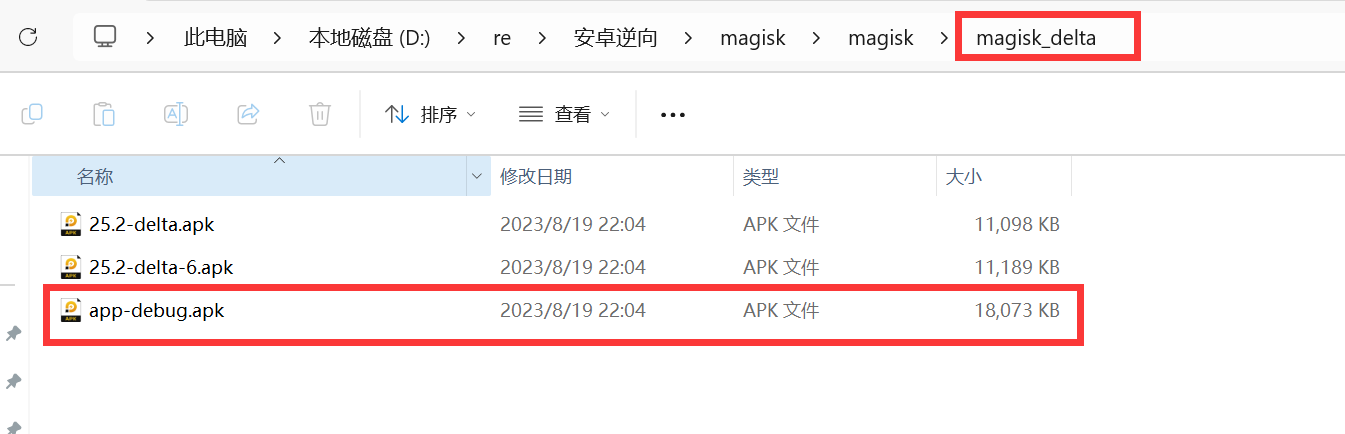 此电脑 > 本地磁盘 (D:) > re > 安卓逆向 > magisk > magisk > magisk_delta
排序 查看 •••
名称 修改日期 类型 大小
25.2-delta.apk 2023/8/19 22:04 APK 文件 11,098 KB
25.2-delta-6.apk 2023/8/19 22:04 APK 文件 11,189 KB
app-debug.apk 2023/8/19 22:04 APK 文件 18,073 KB